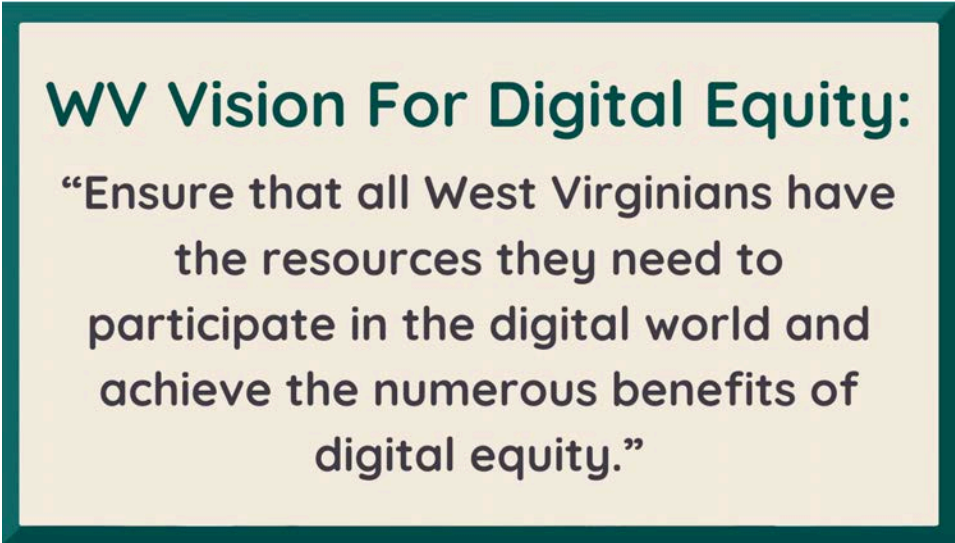 WV Vision For Digital Equity:
“Ensure that all West Virginians have
the resources they need to
participate in the digital world and
achieve the numerous benefits of
digital equity.”